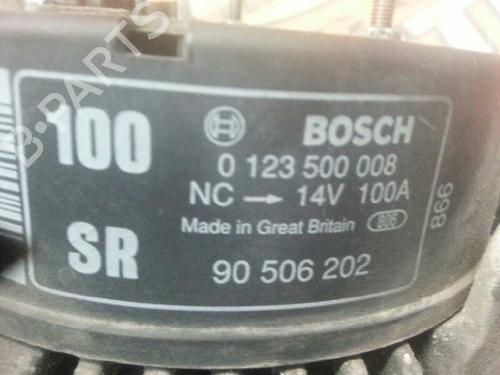 100
BOSCH
0 123 500 008
NC → 14V 100A
Made in Great Britain 806
SR
90 506 202
866
B-PARTS